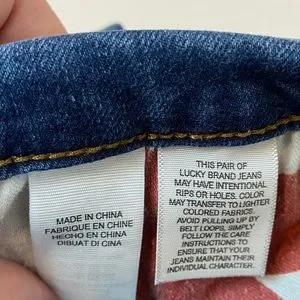 MADE IN CHINA
FABRIQUE EN CHINE
HECHO EN CHINA
DIBUAT DI CINA
THIS PAIR OF
LUCKY BRAND JEANS
MAY HAVE INTENTIONAL
RIPS OR HOLES. COLOR
MAY TRANSFER TO LIGHTER
COLORED FABRICS.
AVOID PULLING UP BY
BELT LOOPS, SIMPLY
FOLLOW THE CARE
INSTRUCTIONS TO
ENSURE THAT YOUR
JEANS MAINTAIN THEIR
INDIVIDUAL CHARACTER.